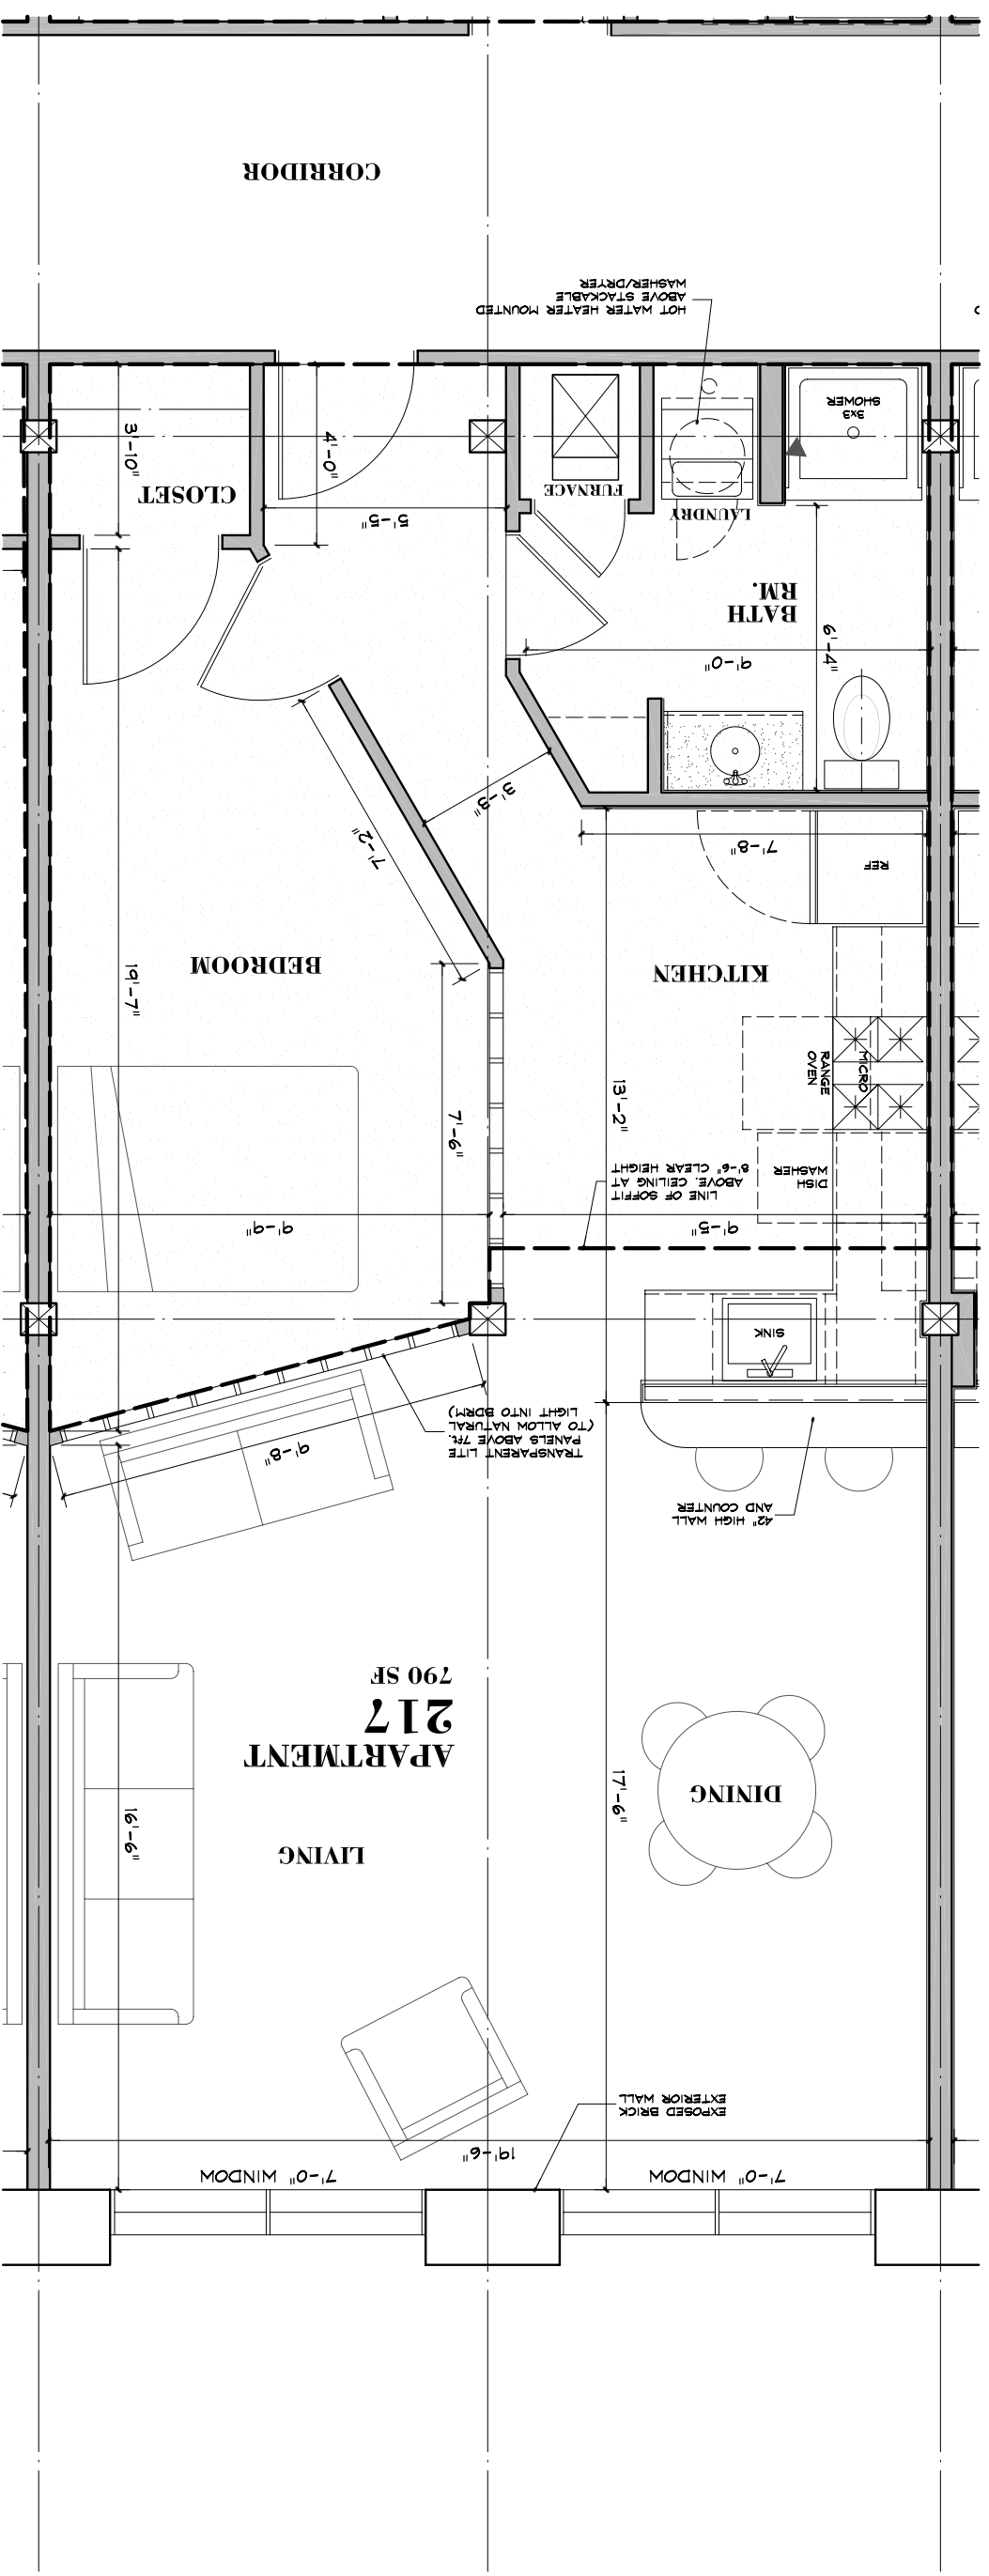 7'-0" WINDOW
7'-0" WINDOW
19'-6"
EXPOSED BRICK
EXTERIOR WALL
LIVING
16'-6"
17'-6"
DINING
APARTMENT
217
790 SF
42" HIGH WALL
AND COUNTER
TRANSPARENT LITE
PANELS ABOVE 7ft.
(TO ALLOW NATURAL
LIGHT INTO BDRM)
9'-8"
SINK
9'-5"
9'-9"
LINE OF SOFFIT
ABOVE. CEILING AT
8'-6" CLEAR HEIGHT
DISH
WASHER
7'-6"
13'-2"
RANGE
OVEN
MICRO
KITCHEN
BEDROOM
19'-7"
REF
7'-8"
7'-2"
3'-3"
BATH
RM.
9'-0"
6'-4"
5'-5"
LAUNDRY
FURNACE
CLOSET
4'-0"
3'-10"
3x3
SHOWER
HOT WATER HEATER MOUNTED
ABOVE STACKABLE
WASHER/DRYER
CORRIDOR